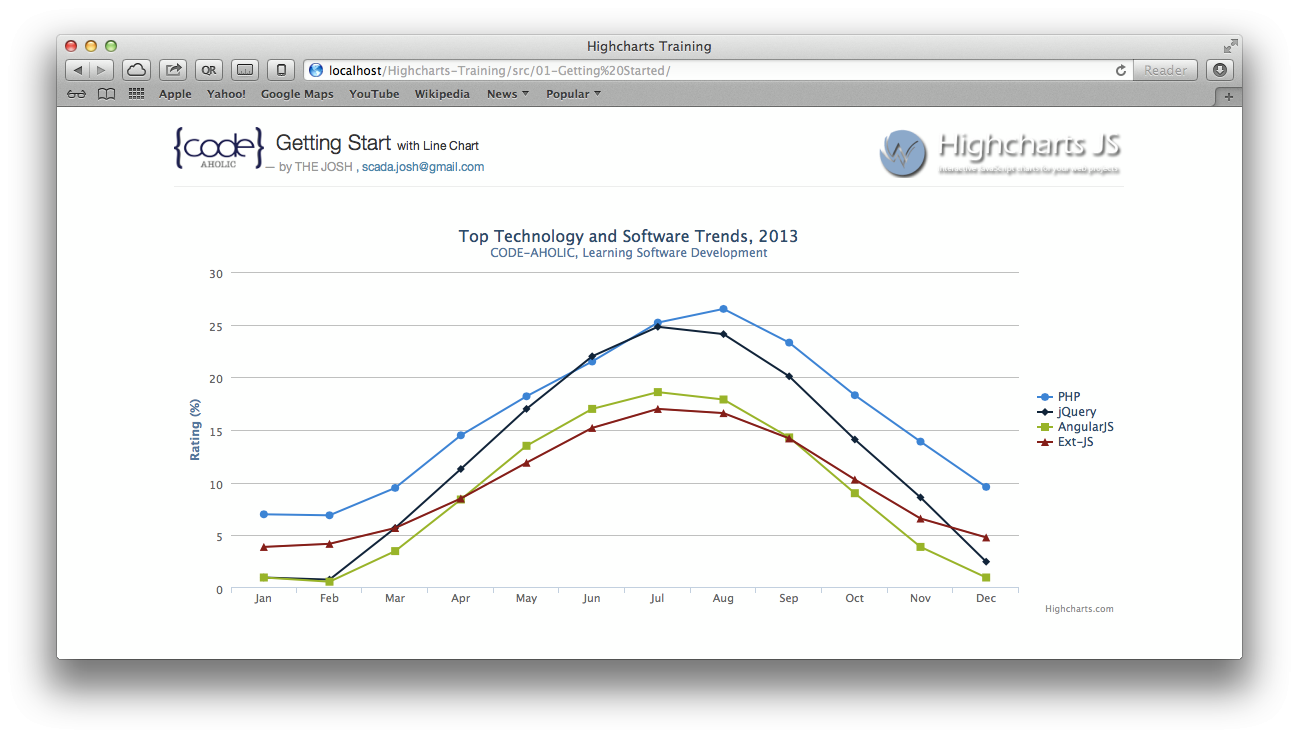 Highcharts Training
QR localhost/Highcharts-Training/src/01-Getting%20Started/ Reader
Apple Yahoo! Google Maps YouTube Wikipedia News Popular
{code} Getting Start with Line Chart
AHOLIC — by THE JOSH , scada.josh@gmail.com
Highcharts JS
Interactive JavaScript charts for your web projects
Top Technology and Software Trends, 2013
CODE-AHOLIC, Learning Software Development
Rating (%)
30
25
20
15
10
5
0
Jan Feb Mar Apr May Jun Jul Aug Sep Oct Nov Dec
PHP
jQuery
AngularJS
Ext-JS
Highcharts.com